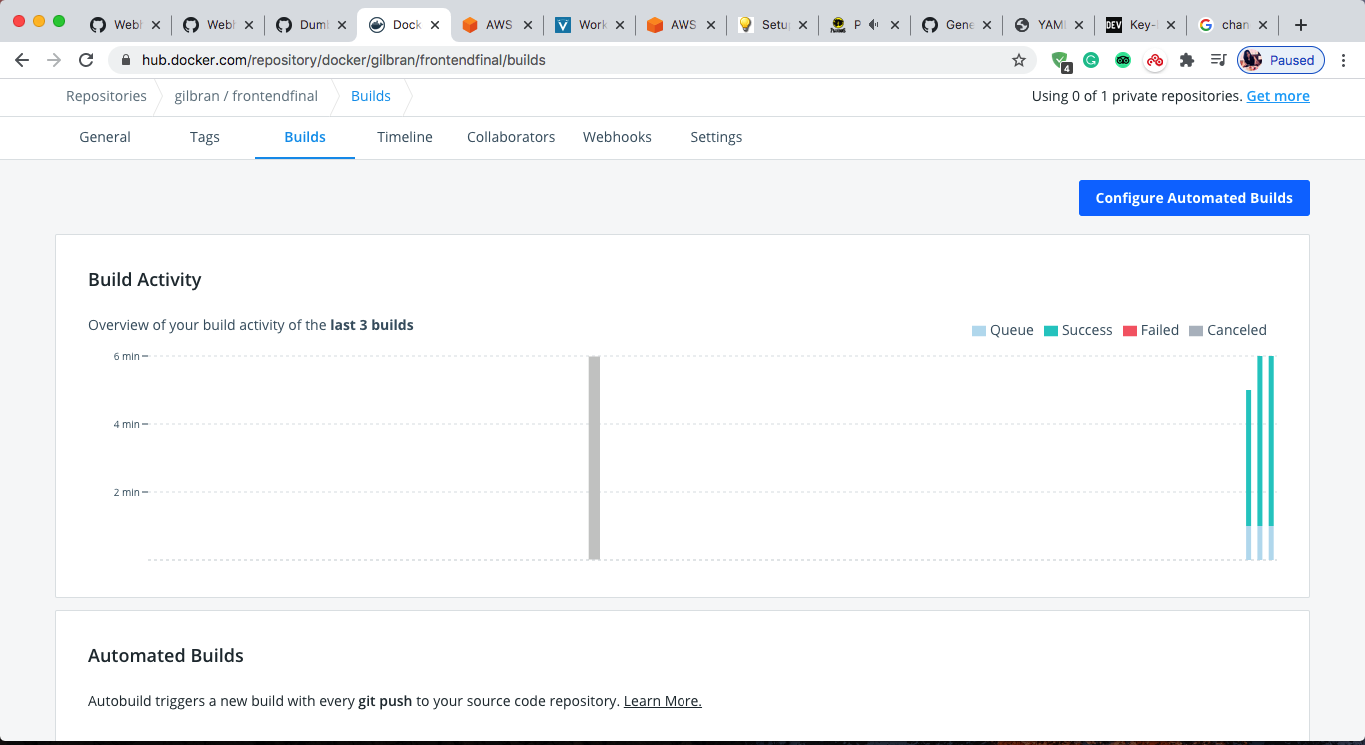 Webh Webh Duml Dock AWS Work AWS Setu P Gene YAM DEV Key- chan
hub.docker.com/repository/docker/gilbran/frontendfinal/builds 4 Paused
Repositories gilbran / frontendfinal Builds Using 0 of 1 private repositories. Get more
General Tags Builds Timeline Collaborators Webhooks Settings
Configure Automated Builds
Build Activity
Overview of your build activity of the last 3 builds
Queue Success Failed Canceled
6 min
4 min
2 min
Automated Builds
Autobuild triggers a new build with every git push to your source code repository. Learn More.